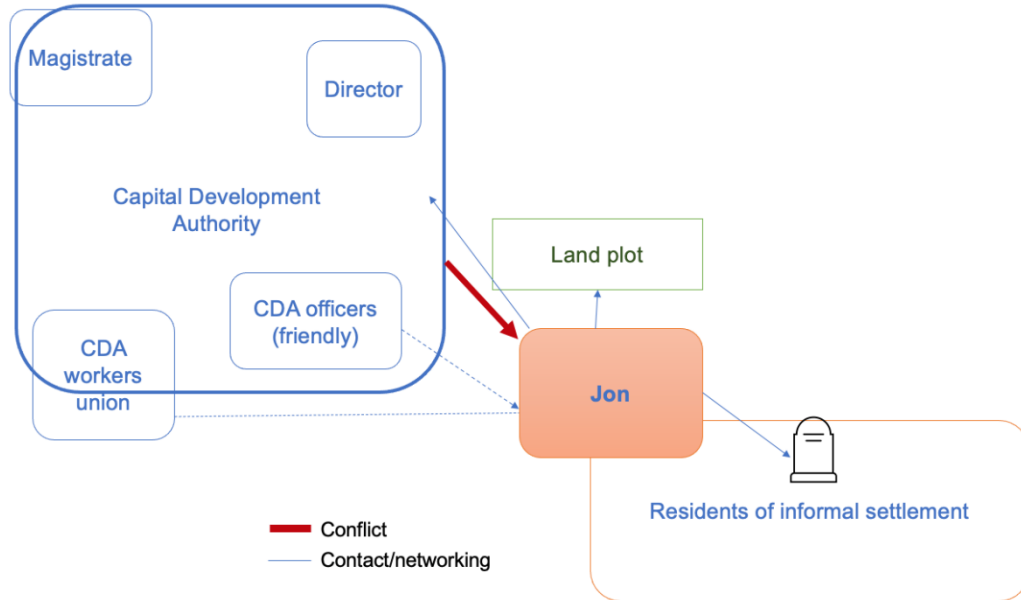 Magistrate
Director
Capital Development
Authority
Land plot
CDA officers
(friendly)
CDA
workers
union
Jon
Residents of informal settlement
Conflict
Contact/networking